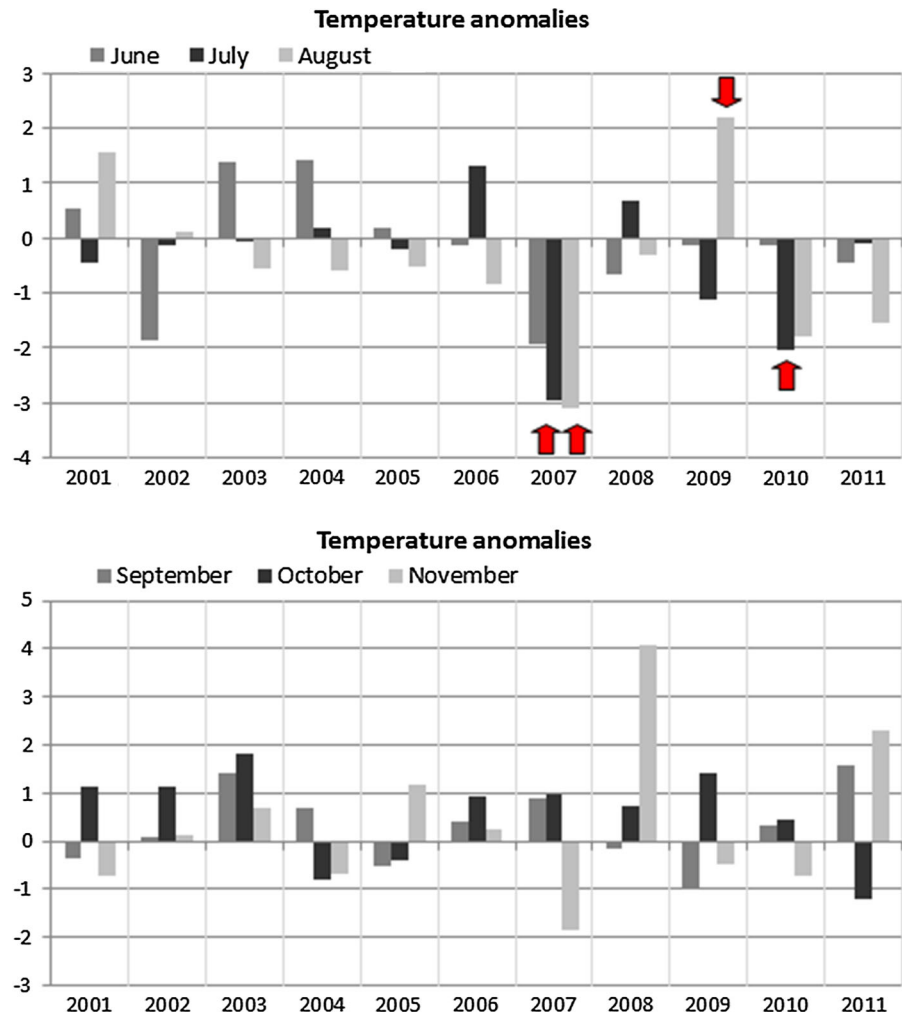 Temperature anomalies
June July August
3
2
1
0
-1
-2
-3
-4
2001 2002 2003 2004 2005 2006 2007 2008 2009 2010 2011
Temperature anomalies
September October November
5
4
3
2
1
0
-1
-2
-3
2001 2002 2003 2004 2005 2006 2007 2008 2009 2010 2011